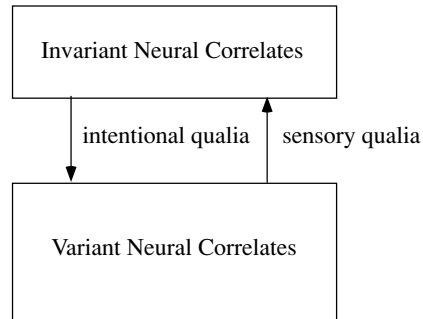 Invariant Neural Correlates
intentional qualia
sensory qualia
Variant Neural Correlates